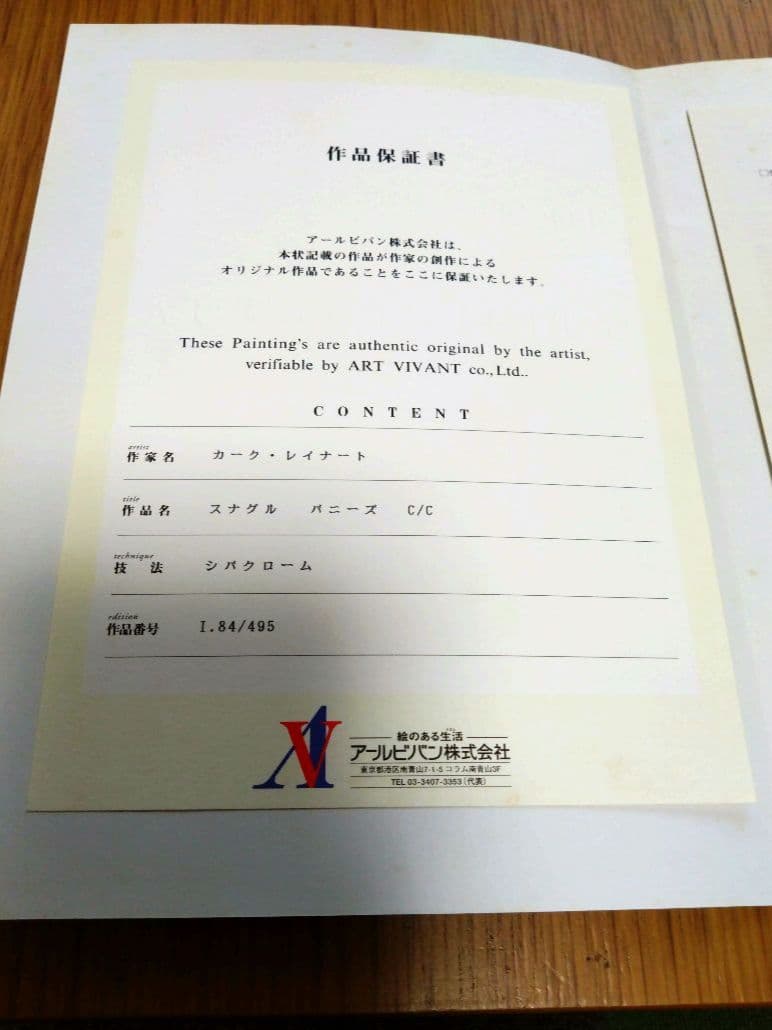 作品保証書
アールビバン株式会社は、
本状記載の作品が作家の創作による
オリジナル作品であることをここに保証いたします。
These Painting's are authentic original by the artist,
verifiable by ART VIVANT co.,Ltd..
CONTENT
artist
作家名 カーク・レイナート
title
作品名 スナグル バニーズ C/C
technique
技 法 シバクローム
edition
作品番号 I.84/495
AV
絵のある生活
アールビバン株式会社
東京都港区南青山7-1-5 コラム南青山3F
TEL 03-3407-3353(代表)